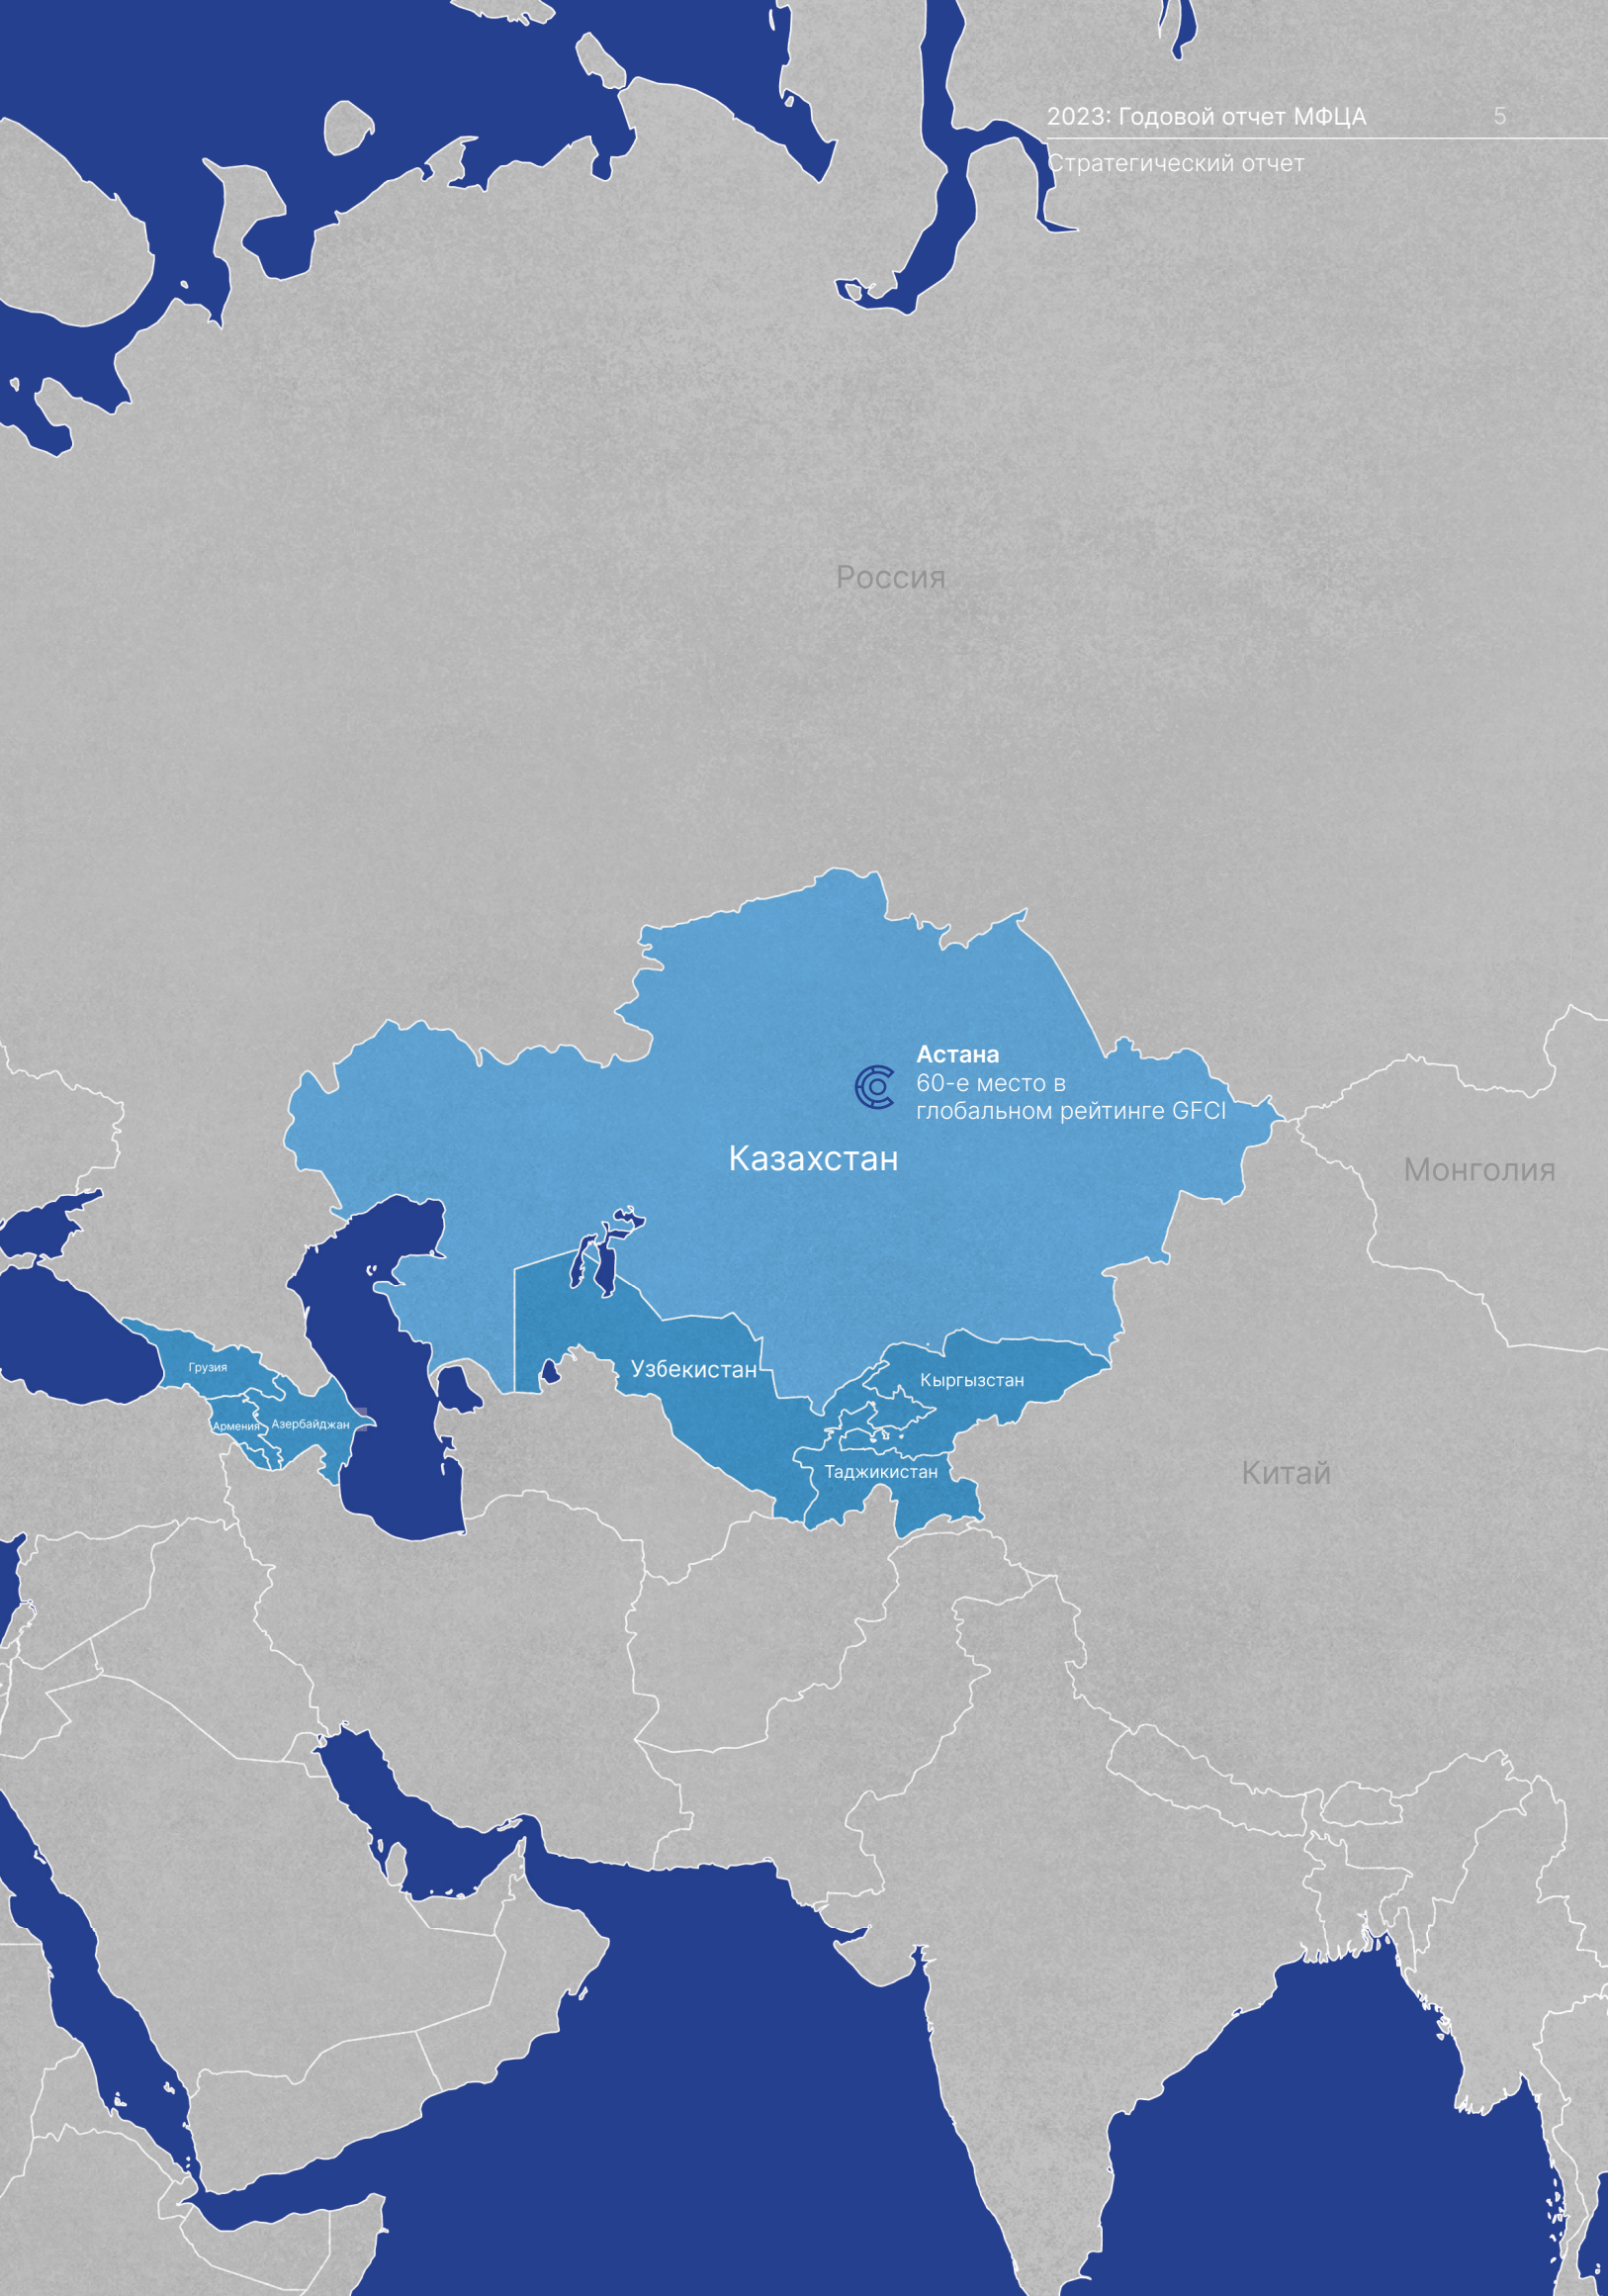 2023: Годовой отчет МФЦА
5
Стратегический отчет
Россия
Астана
60-е место в
глобальном рейтинге GFCI
Казахстан
Монголия
Грузия
Узбекистан
Кыргызстан
Армения
Азербайджан
Таджикистан
Китай